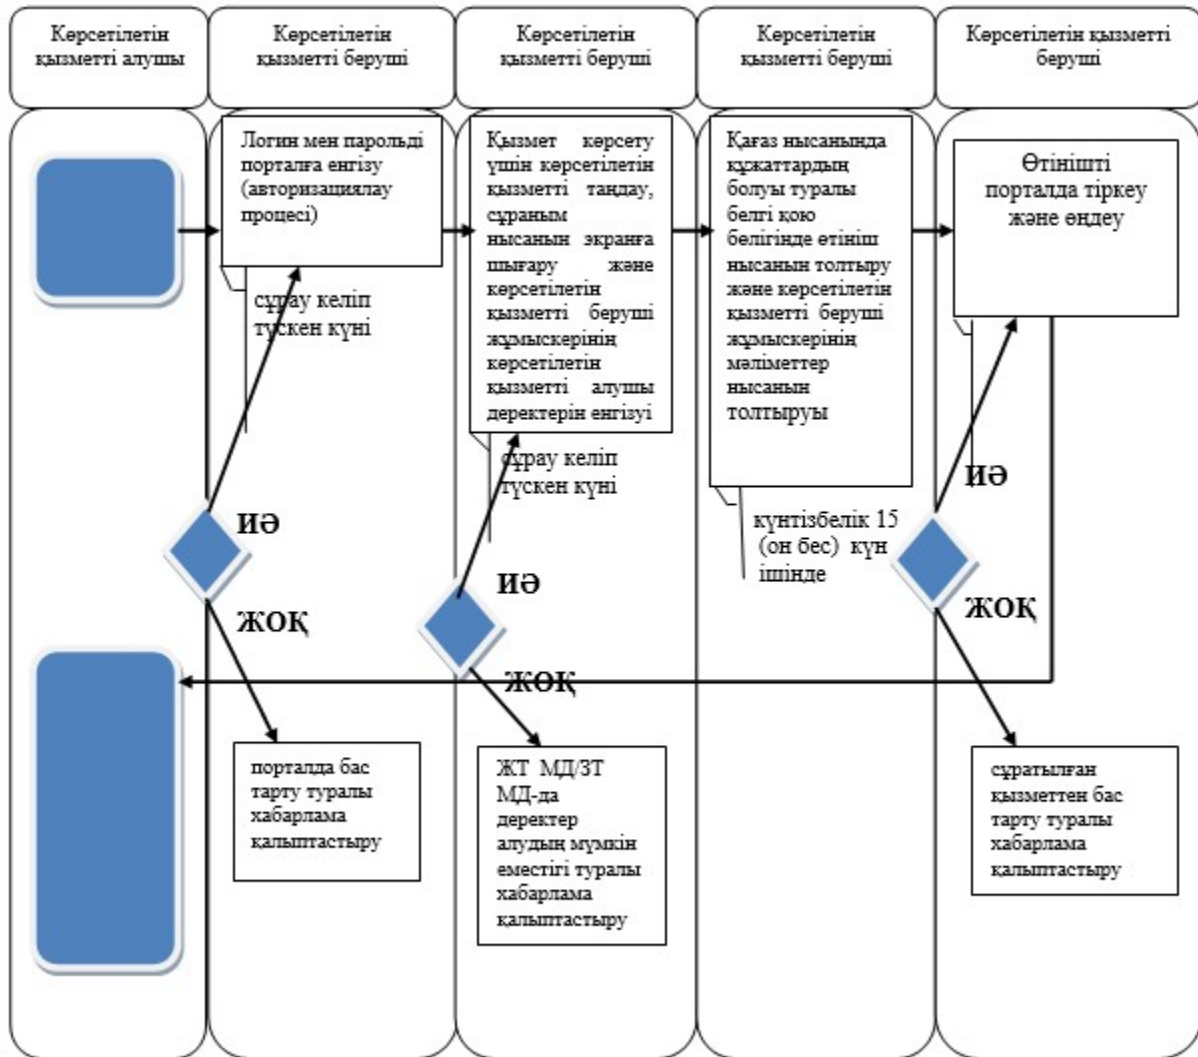 Көрсетілетін
қызметті алушы
Көрсетілетін
қызметті беруші
Көрсетілетін
қызметті беруші
Көрсетілетін
қызметті беруші
Көрсетілетін қызметті
беруші
Логин мен парольді
порталға енгізу
(авторизациялау
процесі)
сұрау келіп
түскен күні
ИӘ
ЖОҚ
порталда бас
тарту туралы
хабарлама
қалыптастыру
Қызмет көрсету
үшін көрсетілетін
қызметті таңдау,
сұраным
нысанын экранға
шығару және
көрсетілетін
қызметті беруші
жұмыскерінің
көрсетілетін
қызметті алушы
деректерін енгізуі
сұрау келіп
түскен күні
ИӘ
ЖОҚ
ЖТ МД/ЗТ
МД-да
деректер
алудың мүмкін
еместігі туралы
хабарлама
қалыптастыру
Қағаз нысанында
құжаттардың
болуы туралы
белгі қою
бөлігінде өтініш
нысанын толтыру
және көрсетілетін
қызметті беруші
жұмыскерінің
мәліметтер
нысанын
толтыруы
күнтізбелік 15
(он бес) күн
ішінде
Өтінішті
порталда тіркеу
және өңдеу
ИӘ
ЖОҚ
сұратылған
қызметтен бас
тарту туралы
хабарлама
қалыптастыру